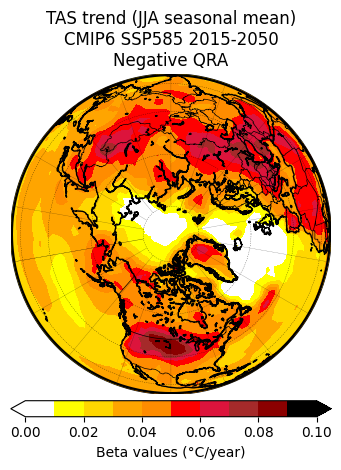 TAS trend (JJA seasonal mean)
CMIP6 SSP585 2015-2050
Negative QRA
0.00 0.02 0.04 0.06 0.08 0.10
Beta values (°C/year)